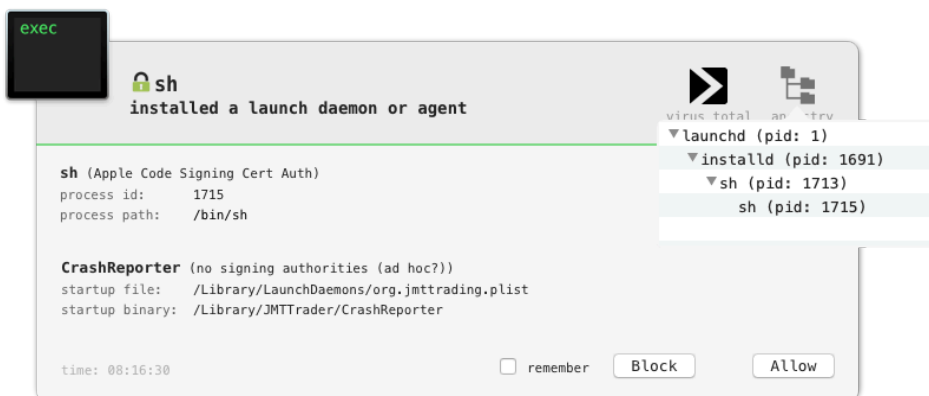 exec
sh
installed a launch daemon or agent
virus total
launchd (pid: 1)
installd (pid: 1691)
sh (pid: 1713)
sh (pid: 1715)
sh (Apple Code Signing Cert Auth)
process id: 1715
process path: /bin/sh
CrashReporter (no signing authorities (ad hoc?))
startup file: /Library/LaunchDaemons/org.jmttrading.plist
startup binary: /Library/JMTTrader/CrashReporter
time: 08:16:30
remember
Block
Allow